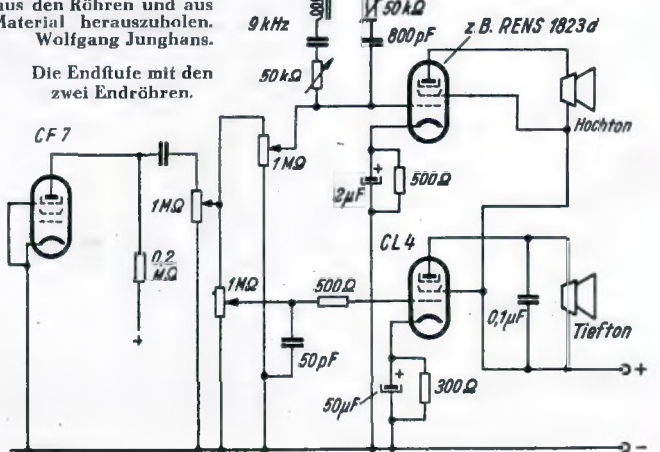 aus den Röhren und aus
Material herauszuholen.
Wolfgang Junghans.
Die Endstufe mit den
zwei Endröhren.
9 kHz
50 kΩ
50 kΩ
800 pF
z.B. RENS 1823d
Hochton
CF 7
1 MΩ
0,2
MΩ
+
1 MΩ
+
2 µF
500 Ω
CL 4
1 MΩ
500 Ω
50 pF
0,1 µF
Tiefton
+
50 µF
300 Ω
+
−